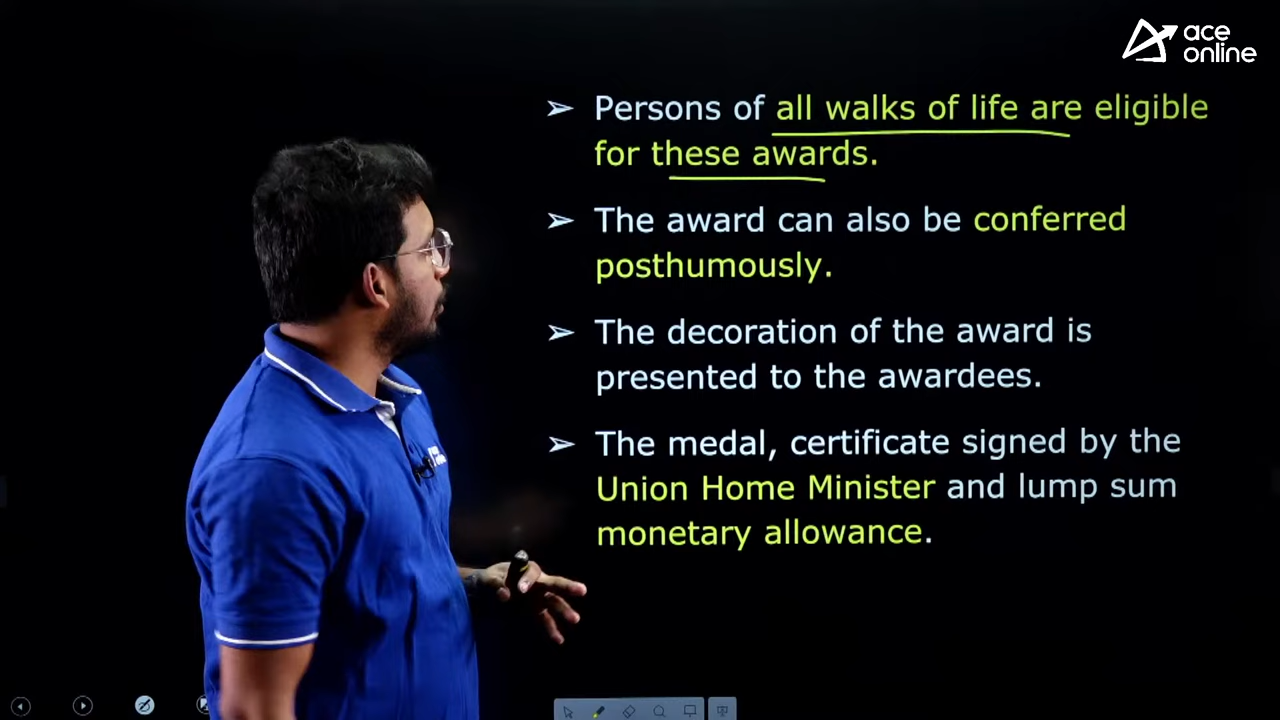 ace
online
➢ Persons of all walks of life are eligible
for these awards.
➢ The award can also be conferred
posthumously.
➢ The decoration of the award is
presented to the awardees.
➢ The medal, certificate signed by the
Union Home Minister and lump sum
monetary allowance.